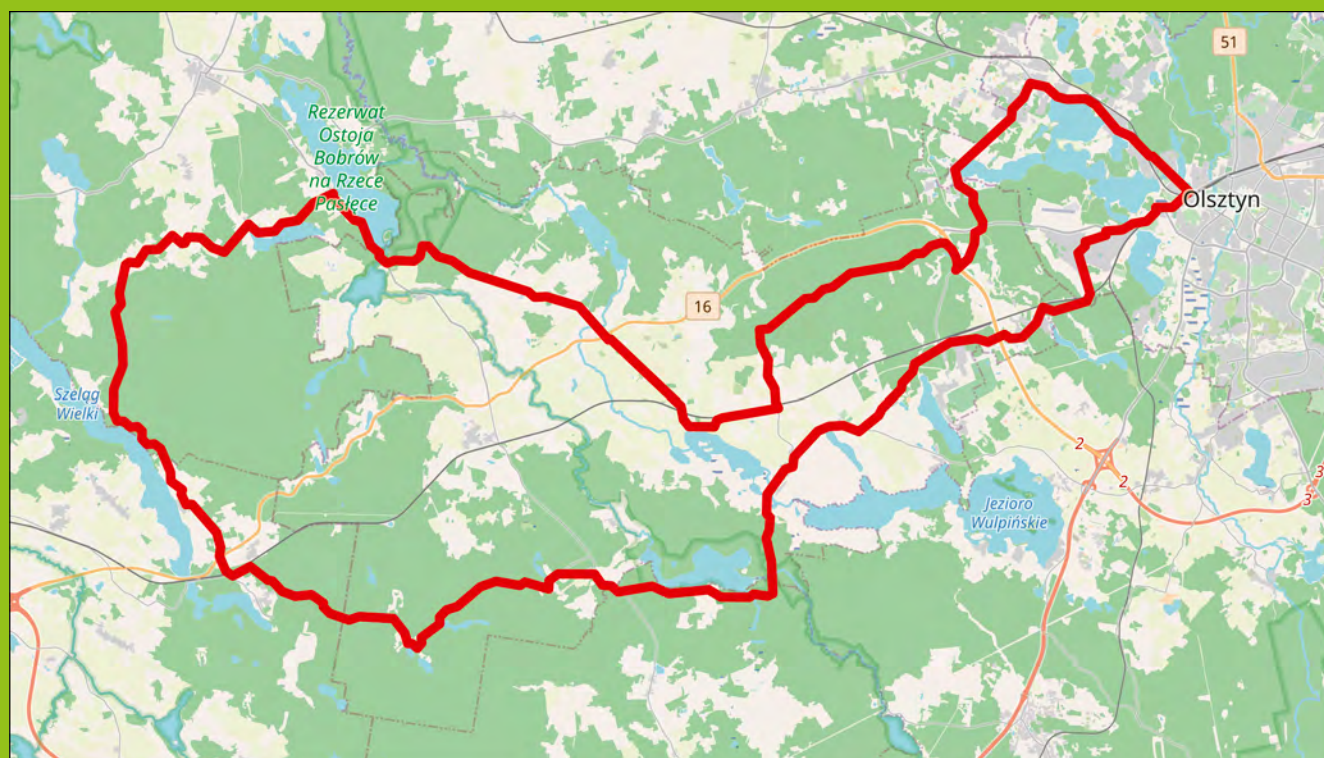 51
Rezerwat
Ostoja
Bobrów
na Rzece
Pasłęce
Olsztyn
16
Szeląg
Wielki
2
2
3
3
Jezioro
Wulpińskie